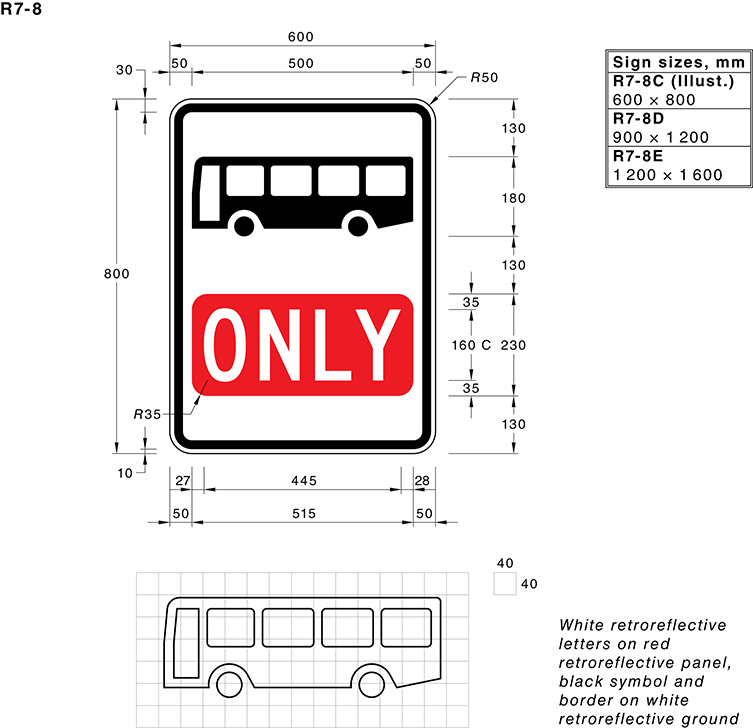 R7-8
600
50 500 50
30
R50
Sign sizes, mm
R7-8C (Illust.)
600 × 800
R7-8D
900 × 1 200
R7-8E
1 200 × 1 600
130
180
130
800
35
160 C 230
35
ONLY
R35
130
10
27 445 28
50 515 50
40
40
White retroreflective
letters on red
retroreflective panel,
black symbol and
border on white
retroreflective ground